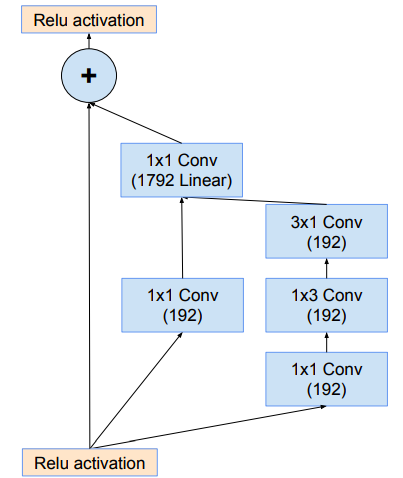 Relu activation
+
1x1 Conv
(1792 Linear)
3x1 Conv
(192)
1x1 Conv
(192)
1x3 Conv
(192)
1x1 Conv
(192)
Relu activation